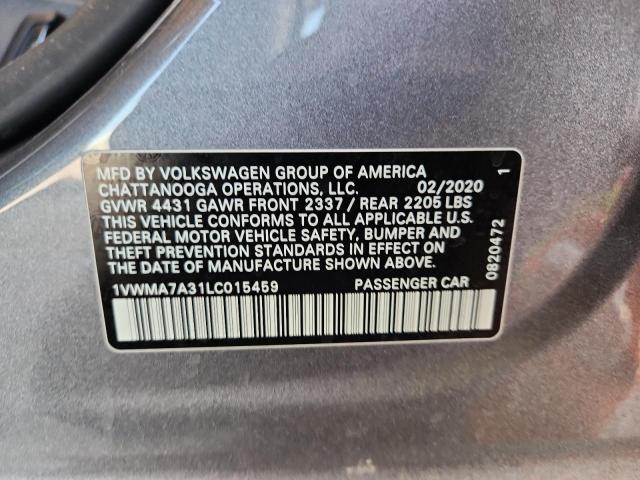 MFD BY VOLKSWAGEN GROUP OF AMERICA
CHATTANOOGA OPERATIONS, LLC. 02/2020
GVWR 4431 GAWR FRONT 2337 / REAR 2205 LBS
THIS VEHICLE CONFORMS TO ALL APPLICABLE U.S.
FEDERAL MOTOR VEHICLE SAFETY, BUMPER AND
THEFT PREVENTION STANDARDS IN EFFECT ON
THE DATE OF MANUFACTURE SHOWN ABOVE.
1VWMA7A31LC015459 PASSENGER CAR
0820472 1